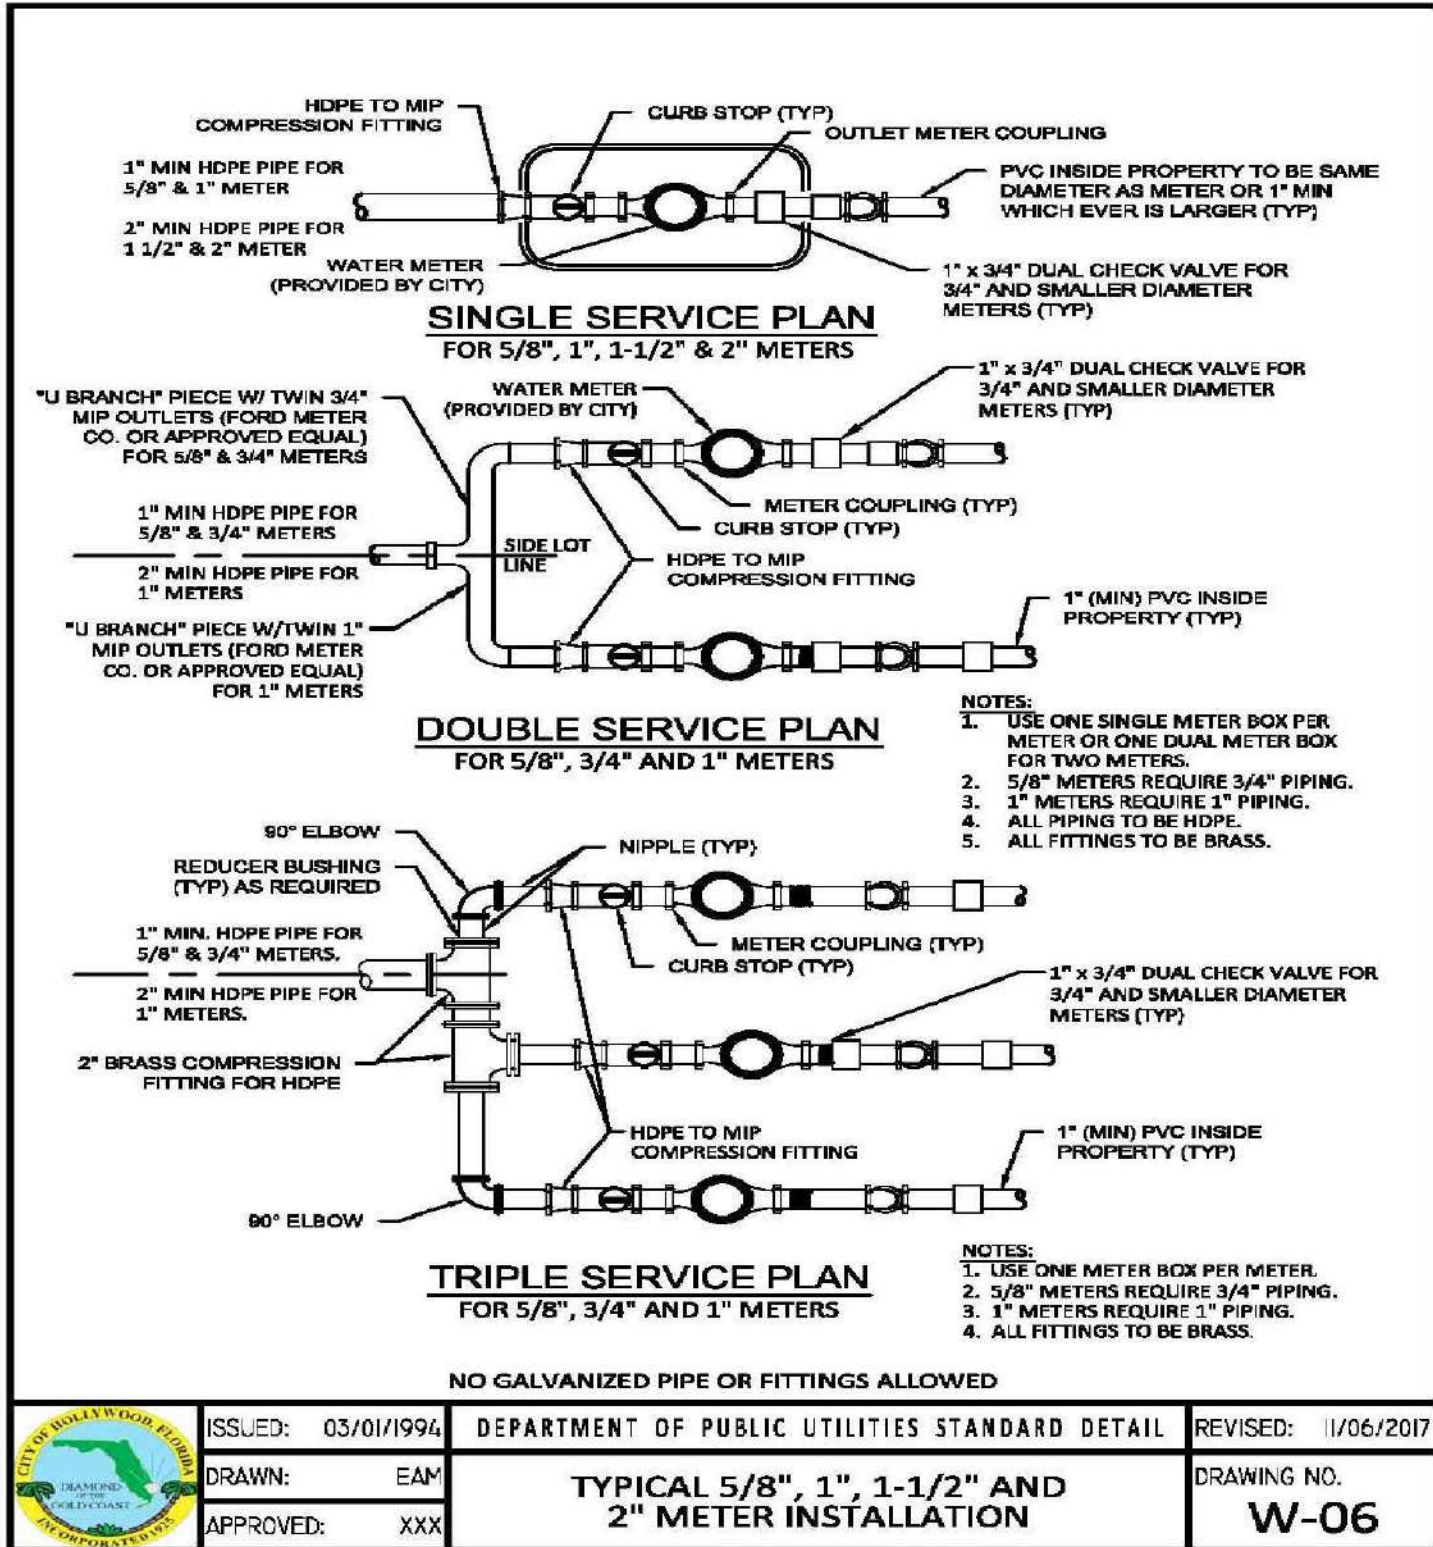 HDPE TO MIP
COMPRESSION FITTING
CURB STOP (TYP)
OUTLET METER COUPLING
1" MIN HDPE PIPE FOR
5/8" & 1" METER
PVC INSIDE PROPERTY TO BE SAME
DIAMETER AS METER OR 1" MIN
WHICH EVER IS LARGER (TYP)
2" MIN HDPE PIPE FOR
1 1/2" & 2" METER
WATER METER
(PROVIDED BY CITY)
1" x 3/4" DUAL CHECK VALVE FOR
3/4" AND SMALLER DIAMETER
METERS (TYP)
SINGLE SERVICE PLAN
FOR 5/8", 1", 1-1/2" & 2" METERS
"U BRANCH" PIECE W/ TWIN 3/4"
MIP OUTLETS (FORD METER
CO. OR APPROVED EQUAL)
FOR 5/8" & 3/4" METERS
WATER METER
(PROVIDED BY CITY)
1" x 3/4" DUAL CHECK VALVE FOR
3/4" AND SMALLER DIAMETER
METERS (TYP)
METER COUPLING (TYP)
CURB STOP (TYP)
1" MIN HDPE PIPE FOR
5/8" & 3/4" METERS
SIDE LOT
LINE
2" MIN HDPE PIPE FOR
1" METERS
HDPE TO MIP
COMPRESSION FITTING
"U BRANCH" PIECE W/TWIN 1"
MIP OUTLETS (FORD METER
CO. OR APPROVED EQUAL)
FOR 1" METERS
1" (MIN) PVC INSIDE
PROPERTY (TYP)
DOUBLE SERVICE PLAN
FOR 5/8", 3/4" AND 1" METERS
NOTES:
1. USE ONE SINGLE METER BOX PER
METER OR ONE DUAL METER BOX
FOR TWO METERS.
2. 5/8" METERS REQUIRE 3/4" PIPING.
3. 1" METERS REQUIRE 1" PIPING.
4. ALL PIPING TO BE HDPE.
5. ALL FITTINGS TO BE BRASS.
90° ELBOW
REDUCER BUSHING
(TYP) AS REQUIRED
NIPPLE (TYP)
1" MIN. HDPE PIPE FOR
5/8" & 3/4" METERS.
METER COUPLING (TYP)
CURB STOP (TYP)
2" MIN HDPE PIPE FOR
1" METERS.
1" x 3/4" DUAL CHECK VALVE FOR
3/4" AND SMALLER DIAMETER
METERS (TYP)
2" BRASS COMPRESSION
FITTING FOR HDPE
HDPE TO MIP
COMPRESSION FITTING
1" (MIN) PVC INSIDE
PROPERTY (TYP)
90° ELBOW
TRIPLE SERVICE PLAN
FOR 5/8", 3/4" AND 1" METERS
NOTES:
1. USE ONE METER BOX PER METER.
2. 5/8" METERS REQUIRE 3/4" PIPING.
3. 1" METERS REQUIRE 1" PIPING.
4. ALL FITTINGS TO BE BRASS.
NO GALVANIZED PIPE OR FITTINGS ALLOWED
CITY OF HOLLYWOOD, FLORIDA
DIAMOND
OF THE
GOLD COAST
INCORPORATED 1925
ISSUED: 03/01/1994
DRAWN: EAM
APPROVED: XXX
DEPARTMENT OF PUBLIC UTILITIES STANDARD DETAIL
TYPICAL 5/8", 1", 1-1/2" AND
2" METER INSTALLATION
REVISED: 11/06/2017
DRAWING NO.
W-06